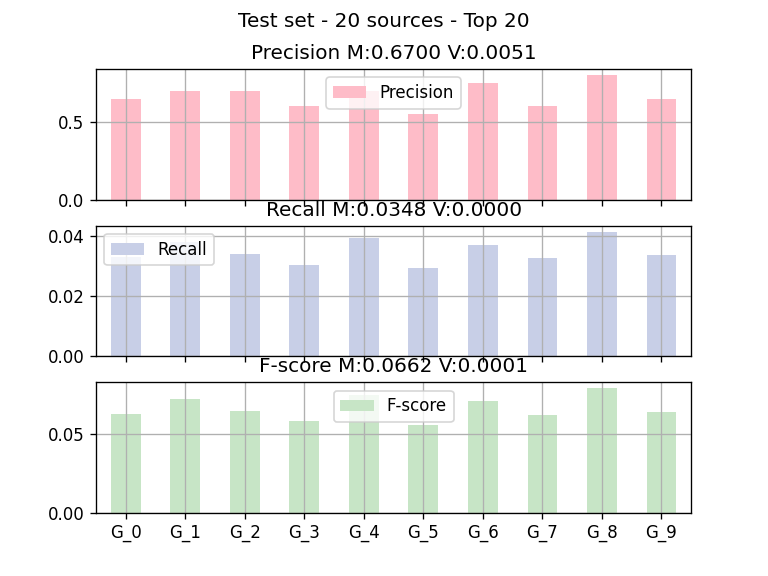 Test set - 20 sources - Top 20
Precision M:0.6700 V:0.0051
Precision
0.5
0.0
Recall M:0.0348 V:0.0000
0.04
Recall
0.02
0.00
F-score M:0.0662 V:0.0001
F-score
0.05
0.00
G_0 G_1 G_2 G_3 G_4 G_5 G_6 G_7 G_8 G_9